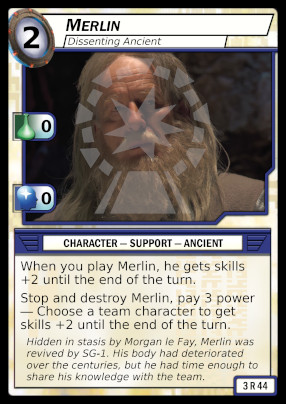 2
MERLIN
Dissenting Ancient
0
0
CHARACTER – SUPPORT – ANCIENT
When you play Merlin, he gets skills
+2 until the end of the turn.
Stop and destroy Merlin, pay 3 power
— Choose a team character to get
skills +2 until the end of the turn.
Hidden in stasis by Morgan le Fay, Merlin was
revived by SG-1. His body had deteriorated
over the centuries, but he had time enough to
share his knowledge with the team.
3 R 44